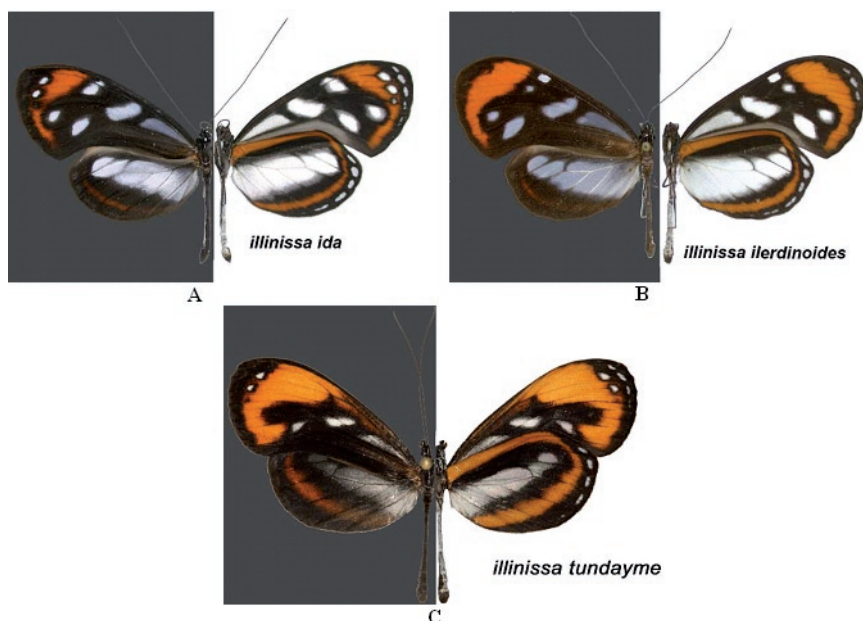 illinissa ida
illinissa ilerdinoides
A
B
illinissa tundayme
C